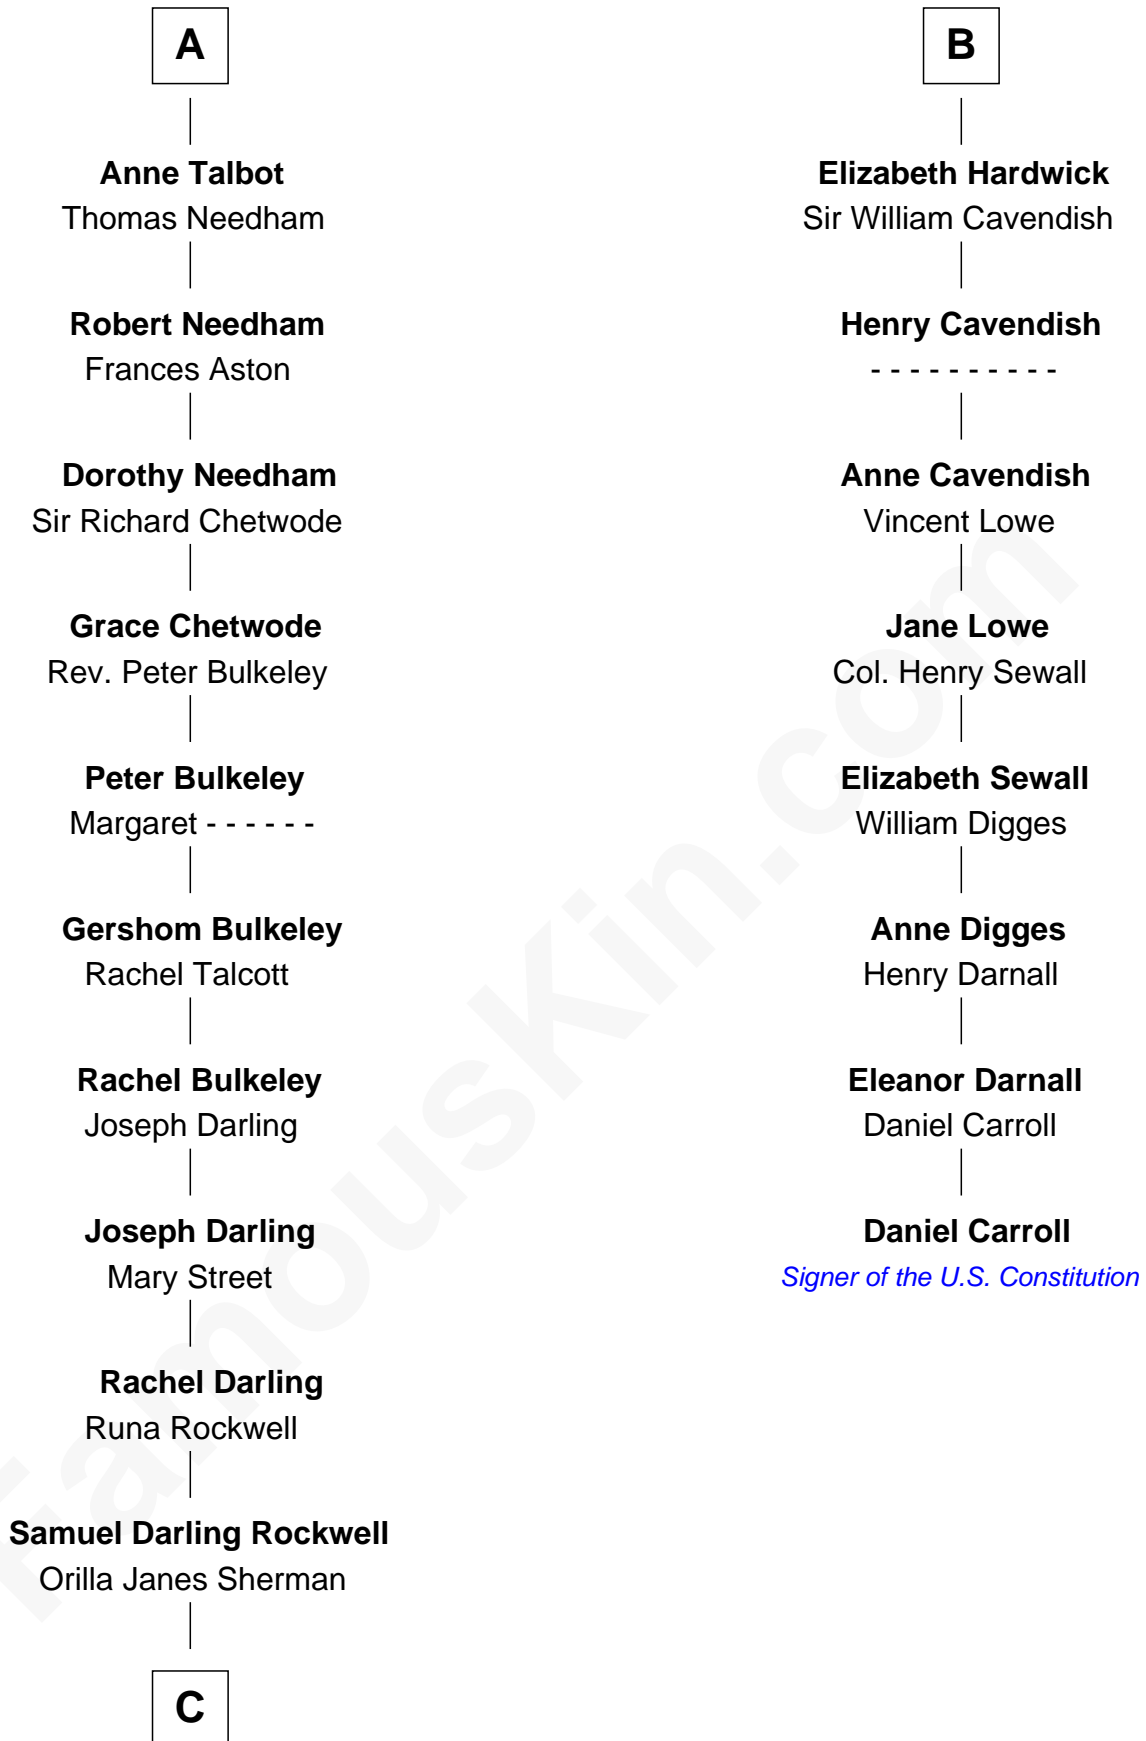 A
Anne Talbot
Thomas Needham
Robert Needham
Frances Aston
Dorothy Needham
Sir Richard Chetwode
Grace Chetwode
Rev. Peter Bulkeley
Peter Bulkeley
Margaret - - - - - -
Gershom Bulkeley
Rachel Talcott
Rachel Bulkeley
Joseph Darling
Joseph Darling
Mary Street
Rachel Darling
Runa Rockwell
Samuel Darling Rockwell
Orilla Janes Sherman
C
B
Elizabeth Hardwick
Sir William Cavendish
Henry Cavendish
- - - - - - - - - -
Anne Cavendish
Vincent Lowe
Jane Lowe
Col. Henry Sewall
Elizabeth Sewall
William Digges
Anne Digges
Henry Darnall
Eleanor Darnall
Daniel Carroll
Daniel Carroll
Signer of the U.S. Constitution
FamousKin.com